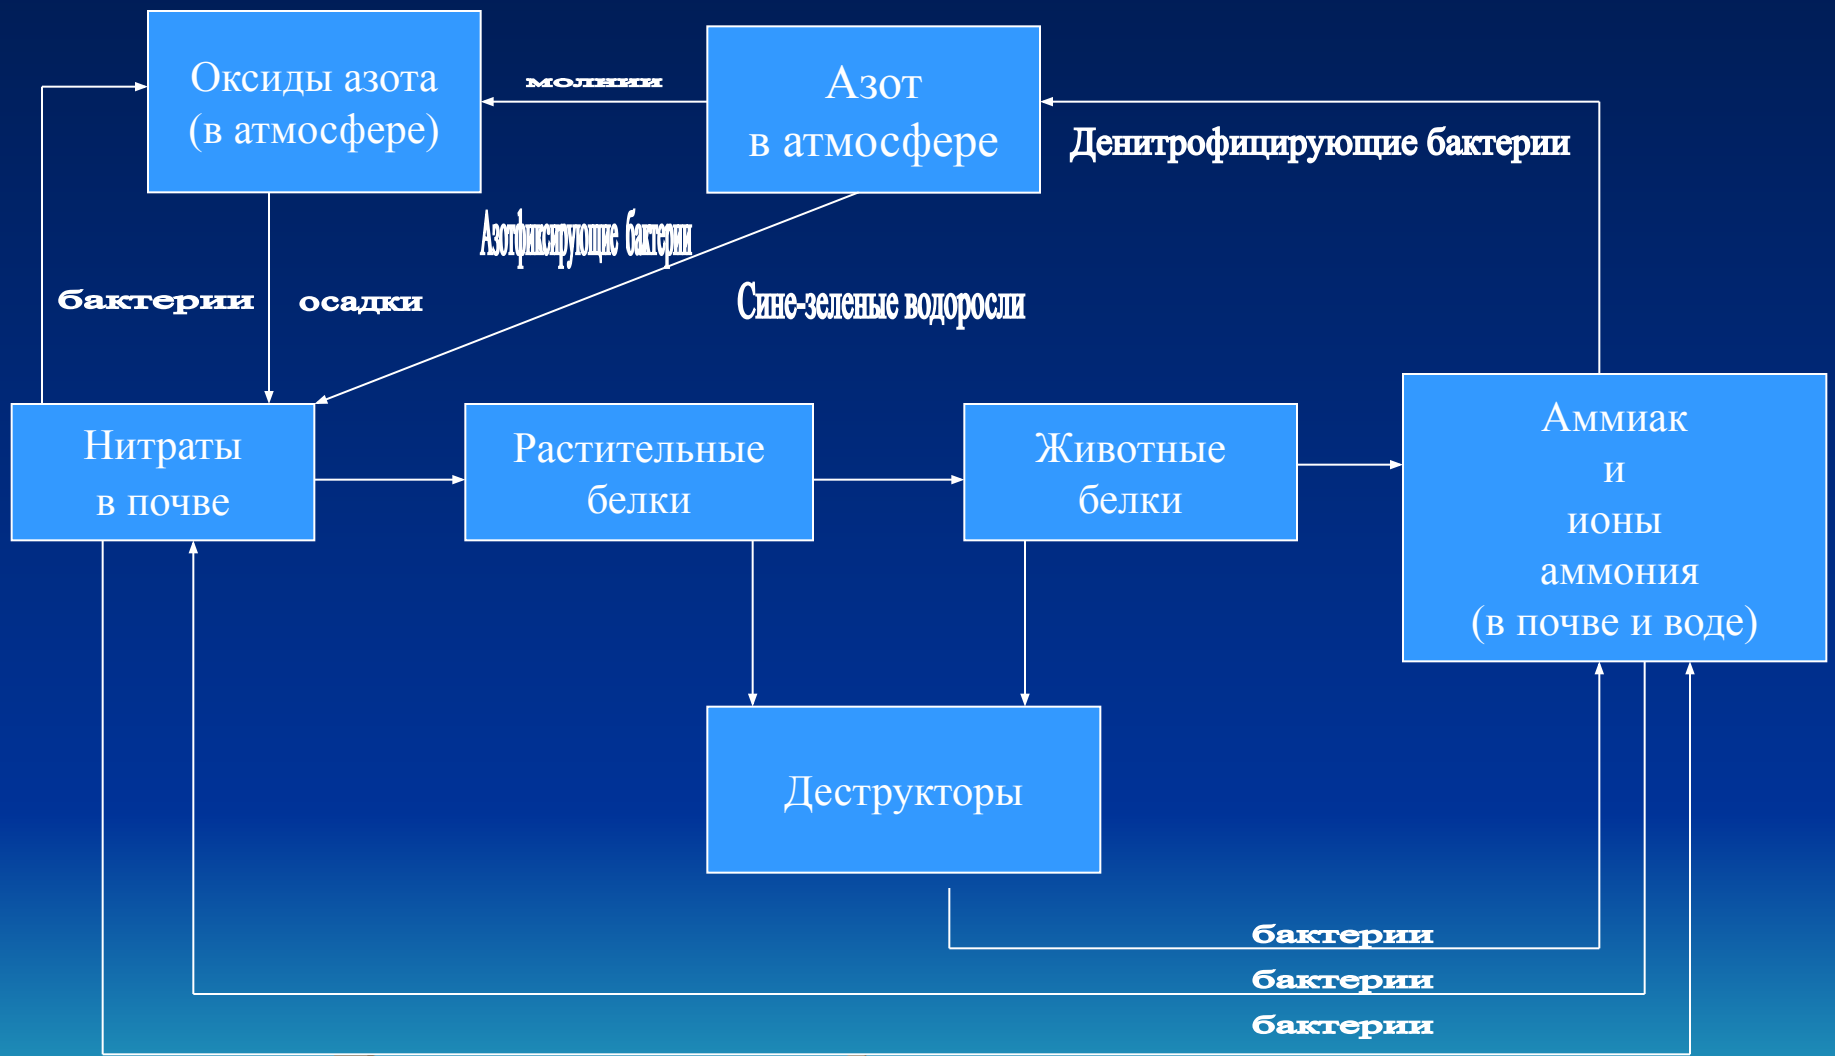 Оксиды азота
(в атмосфере)
молнии
Азот
в атмосфере
Денитрофицирующие бактерии
Азотфиксирующие бактерии
бактерии
осадки
Сине-зеленые водоросли
Нитраты
в почве
Растительные
белки
Животные
белки
Аммиак
и
ионы
аммония
(в почве и воде)
Деструкторы
бактерии
бактерии
бактерии